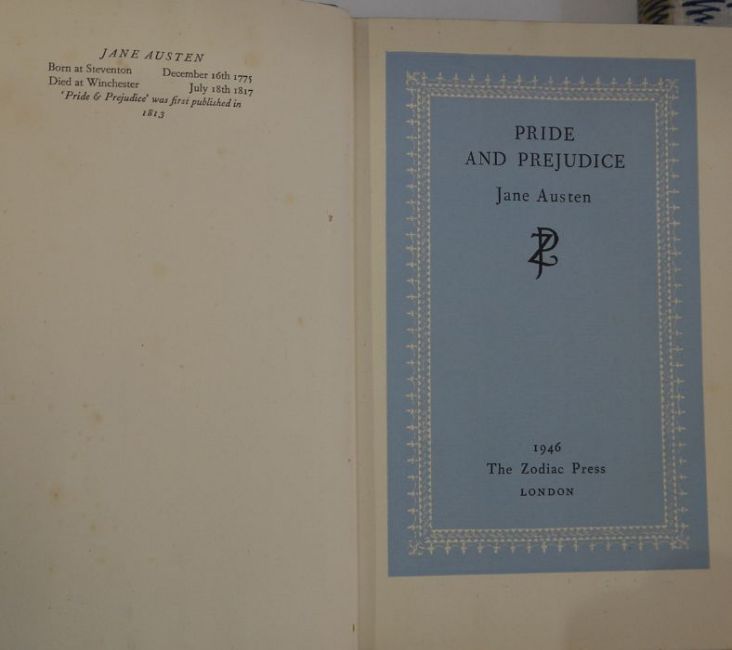 JANE AUSTEN
Born at Steventon December 16th 1775
Died at Winchester July 18th 1817
'Pride & Prejudice' was first published in
1813
PRIDE
AND PREJUDICE
Jane Austen
ZP
1946
The Zodiac Press
LONDON